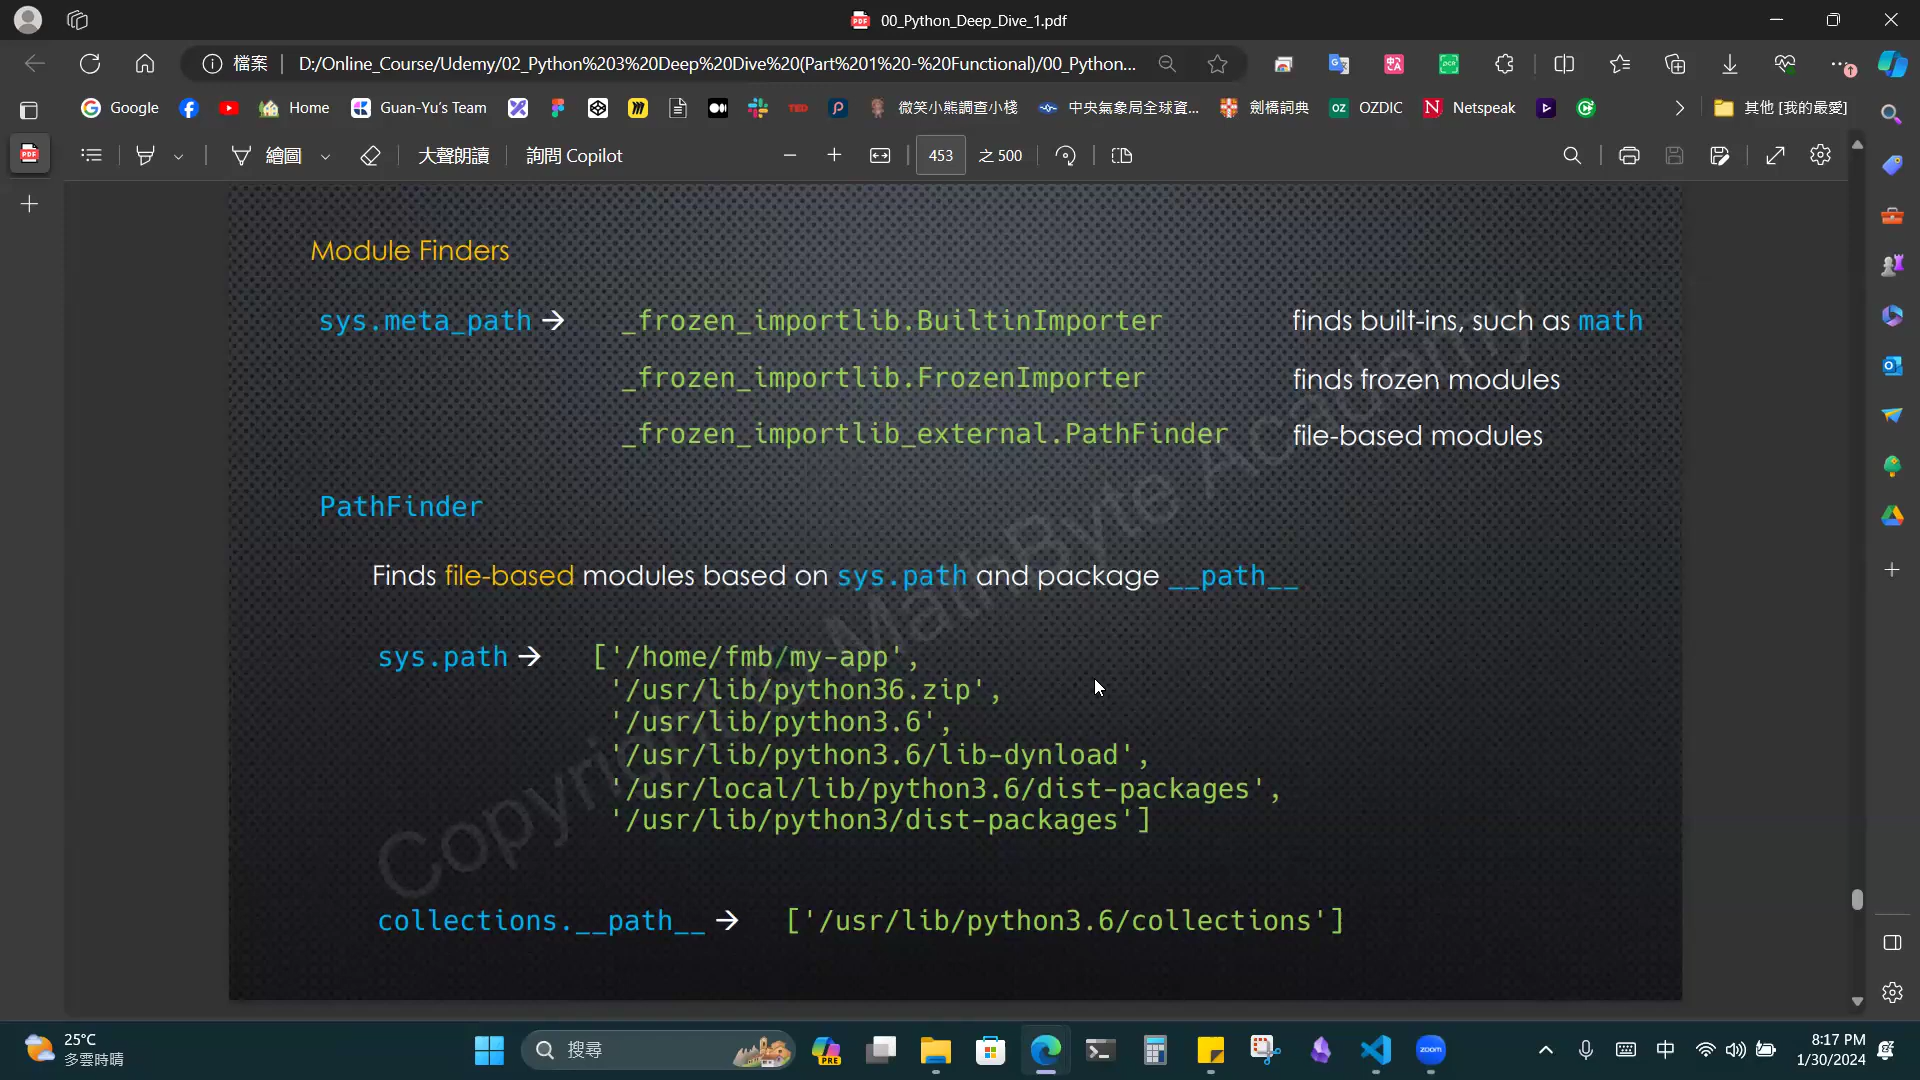 00_Python_Deep_Dive_1.pdf
檔案 D:/Online_Course/Udemy/02_Python%203%20Deep%20Dive%20(Part%201%20-%20Functional)/00_Python...
Google Home Guan-Yu's Team TED 微笑小熊調查小棧 中央氣象局全球資... 劍橋詞典 OZ OZDIC Netspeak 其他 [我的最愛]
繪圖 大聲朗讀 詢問 Copilot 453 之 500
Module Finders
sys.meta_path → _frozen_importlib.BuiltinImporter finds built-ins, such as math
_frozen_importlib.FrozenImporter finds frozen modules
_frozen_importlib_external.PathFinder file-based modules
PathFinder
Finds file-based modules based on sys.path and package __path__
sys.path → ['/home/fmb/my-app',
'/usr/lib/python36.zip',
'/usr/lib/python3.6',
'/usr/lib/python3.6/lib-dynload',
'/usr/local/lib/python3.6/dist-packages',
'/usr/lib/python3/dist-packages']
collections.__path__ → ['/usr/lib/python3.6/collections']
Copyright © MathByte Academy
25°C
多雲時晴
搜尋
PRE
zoom
中
8:17 PM
1/30/2024